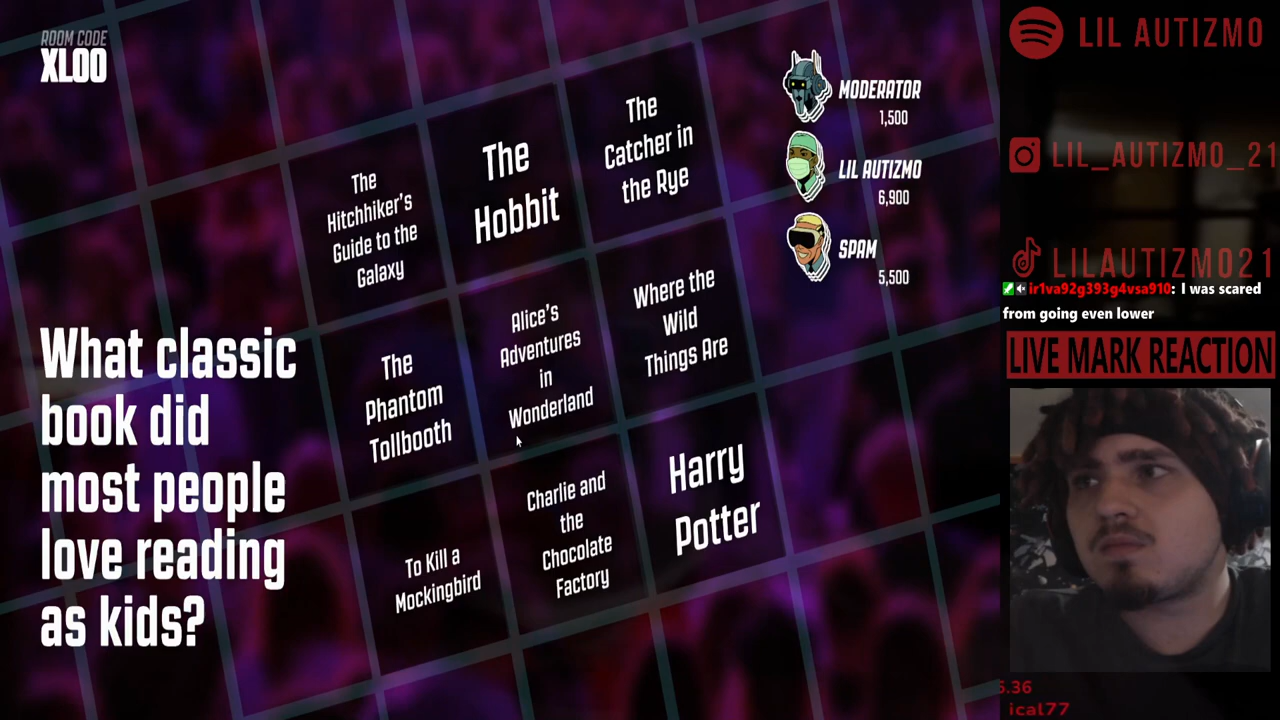 ROOM CODE
XLOO
What classic
book did
most people
love reading
as kids?
The
Hitchhiker's
Guide to the
Galaxy
The
Hobbit
The
Catcher in
the Rye
The
Phantom
Tollbooth
Alice's
Adventures
in
Wonderland
Where the
Wild
Things Are
To Kill a
Mockingbird
Charlie and
the
Chocolate
Factory
Harry
Potter
MODERATOR
1,500
LIL AUTIZMO
6,900
SPAM
5,500
LIL AUTIZMO
LIL_AUTIZMO_21
LILAUTIZMO21
ir1va92g393g4vsa910: I was scared
from going even lower
LIVE MARK REACTION
5.36
ical77